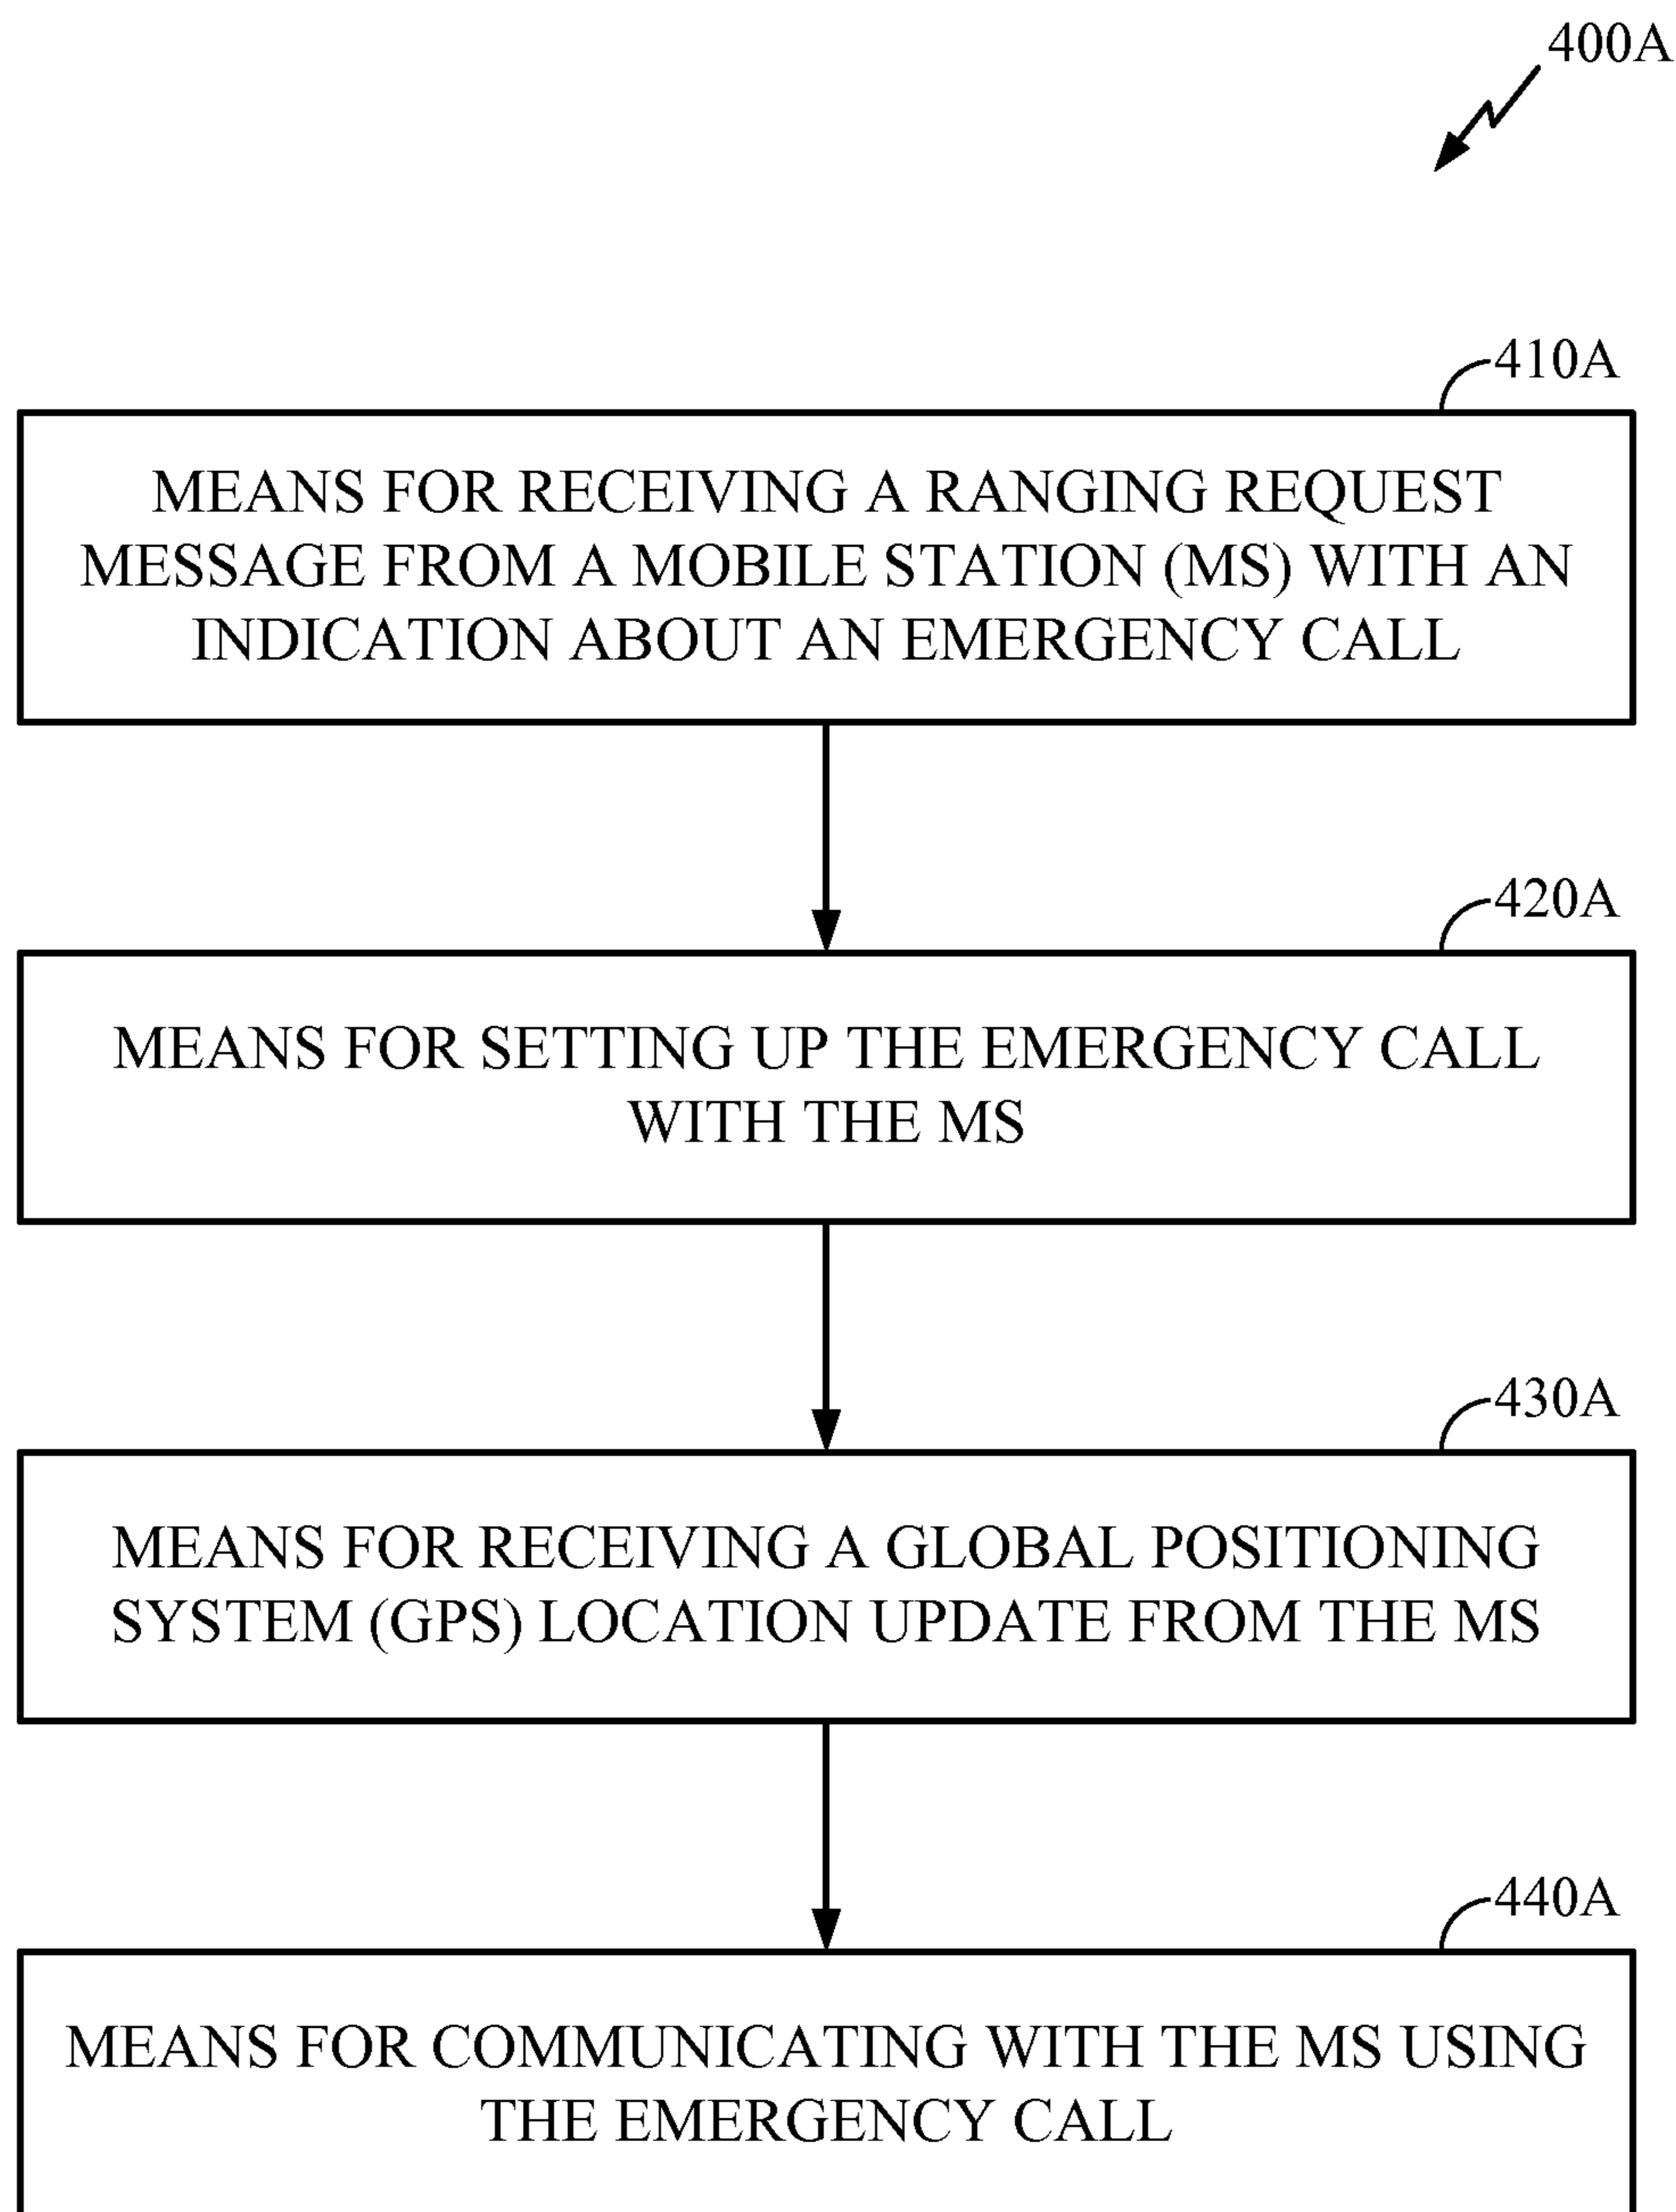 400A
410A
MEANS FOR RECEIVING A RANGING REQUEST
MESSAGE FROM A MOBILE STATION (MS) WITH AN
INDICATION ABOUT AN EMERGENCY CALL
420A
MEANS FOR SETTING UP THE EMERGENCY CALL
WITH THE MS
430A
MEANS FOR RECEIVING A GLOBAL POSITIONING
SYSTEM (GPS) LOCATION UPDATE FROM THE MS
440A
MEANS FOR COMMUNICATING WITH THE MS USING
THE EMERGENCY CALL